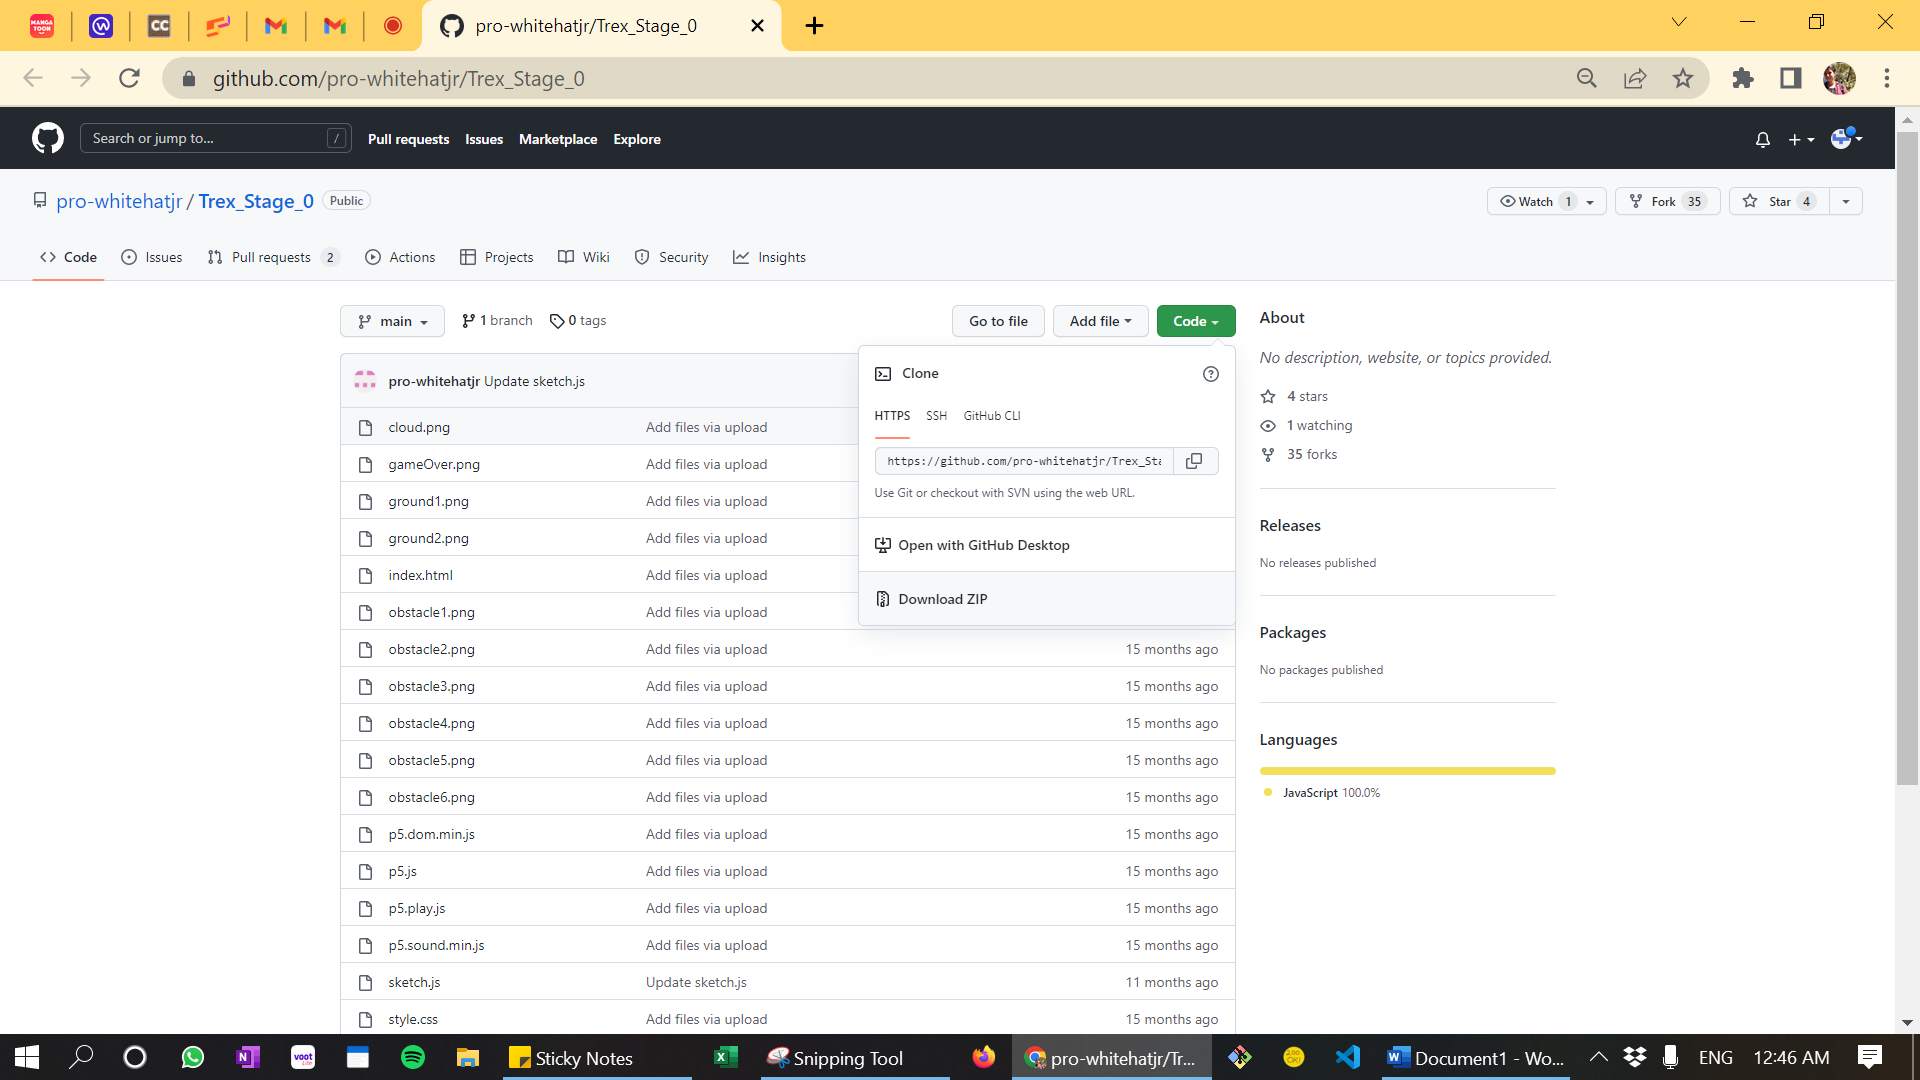 pro-whitehatjr/Trex_Stage_0
github.com/pro-whitehatjr/Trex_Stage_0
Search or jump to... /
Pull requests Issues Marketplace Explore
pro-whitehatjr / Trex_Stage_0 Public
Watch 1 Fork 35 Star 4
Code Issues Pull requests 2 Actions Projects Wiki Security Insights
main 1 branch 0 tags Go to file Add file Code
About
No description, website, or topics provided.
4 stars
1 watching
35 forks
Releases
No releases published
Packages
No packages published
Languages
JavaScript 100.0%
Clone
HTTPS SSH GitHub CLI
https://github.com/pro-whitehatjr/Trex_Sta
Use Git or checkout with SVN using the web URL.
Open with GitHub Desktop
Download ZIP
pro-whitehatjr Update sketch.js
cloud.png Add files via upload
gameOver.png Add files via upload
ground1.png Add files via upload
ground2.png Add files via upload
index.html Add files via upload
obstacle1.png Add files via upload
obstacle2.png Add files via upload 15 months ago
obstacle3.png Add files via upload 15 months ago
obstacle4.png Add files via upload 15 months ago
obstacle5.png Add files via upload 15 months ago
obstacle6.png Add files via upload 15 months ago
p5.dom.min.js Add files via upload 15 months ago
p5.js Add files via upload 15 months ago
p5.play.js Add files via upload 15 months ago
p5.sound.min.js Add files via upload 15 months ago
sketch.js Update sketch.js 11 months ago
style.css Add files via upload 15 months ago
Sticky Notes Snipping Tool pro-whitehatjr/Tr... Document1 - Wo... ENG 12:46 AM